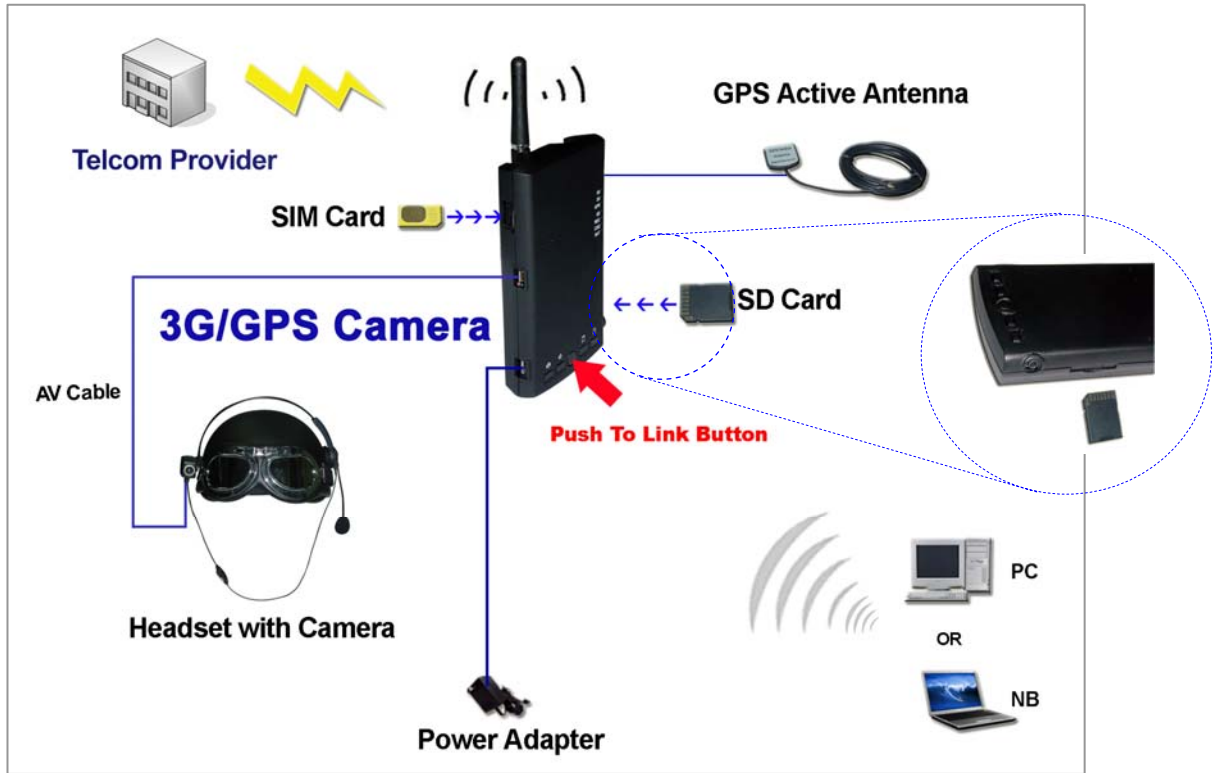 GPS Active Antenna
Telcom Provider
SIM Card
SD Card
3G/GPS Camera
AV Cable
Push To Link Button
PC
OR
Headset with Camera
NB
Power Adapter